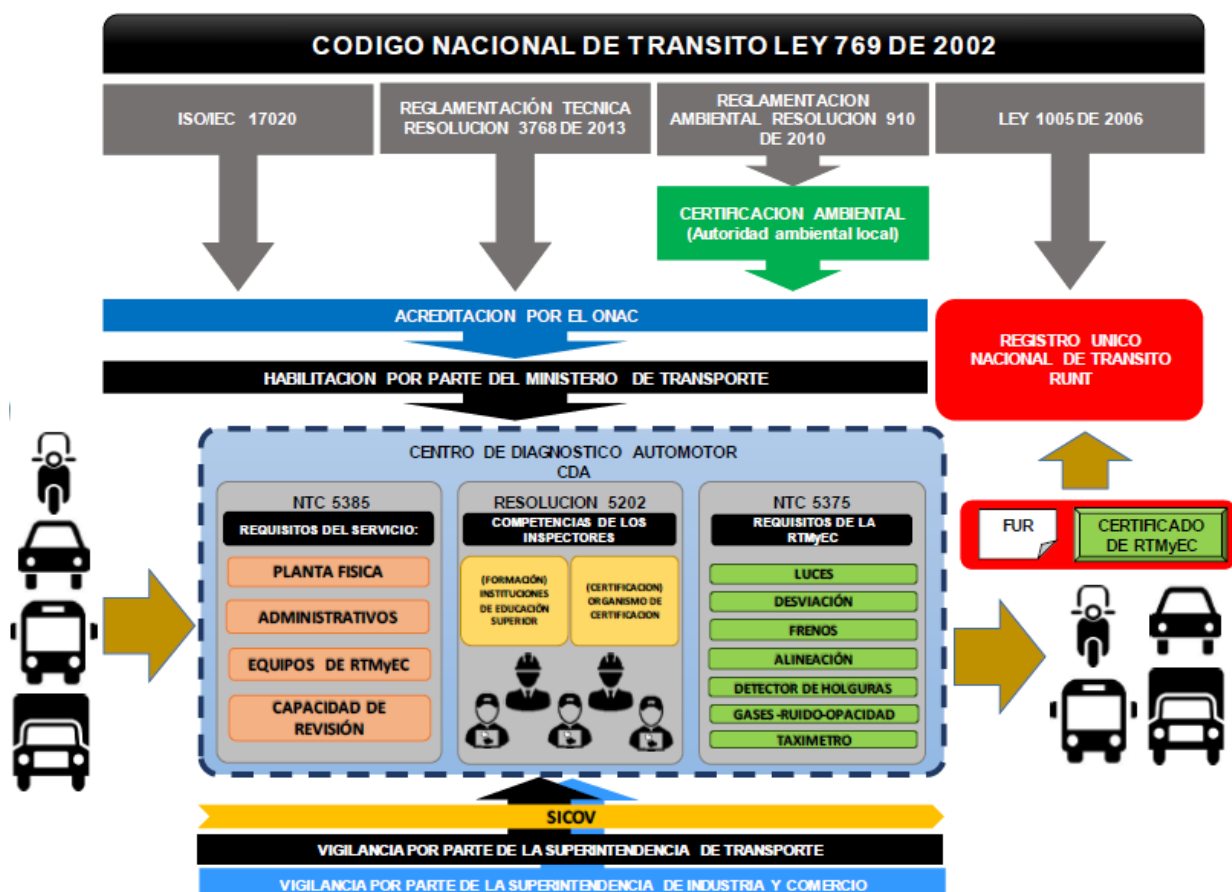 CODIGO NACIONAL DE TRANSITO LEY 769 DE 2002
ISO/IEC 17020
REGLAMENTACIÓN TECNICA
RESOLUCION 3768 DE 2013
REGLAMENTACION
AMBIENTAL RESOLUCION 910
DE 2010
LEY 1005 DE 2006
CERTIFICACION AMBIENTAL
(Autoridad ambiental local)
ACREDITACION POR EL ONAC
HABILITACION POR PARTE DEL MINISTERIO DE TRANSPORTE
REGISTRO UNICO
NACIONAL DE TRANSITO
RUNT
CENTRO DE DIAGNOSTICO AUTOMOTOR
CDA
NTC 5385
REQUISITOS DEL SERVICIO:
PLANTA FISICA
ADMINISTRATIVOS
EQUIPOS DE RTMyEC
CAPACIDAD DE
REVISIÓN
RESOLUCION 5202
COMPETENCIAS DE LOS
INSPECTORES
(FORMACIÓN)
INSTITUCIONES
DE EDUCACIÓN
SUPERIOR
(CERTIFICACION)
ORGANISMO DE
CERTIFICACION
NTC 5375
REQUISITOS DE LA
RTMyEC
LUCES
DESVIACIÓN
FRENOS
ALINEACIÓN
DETECTOR DE HOLGURAS
GASES -RUIDO-OPACIDAD
TAXIMETRO
FUR
CERTIFICADO
DE RTMyEC
SICOV
VIGILANCIA POR PARTE DE LA SUPERINTENDENCIA DE TRANSPORTE
VIGILANCIA POR PARTE DE LA SUPERINTENDENCIA DE INDUSTRIA Y COMERCIO